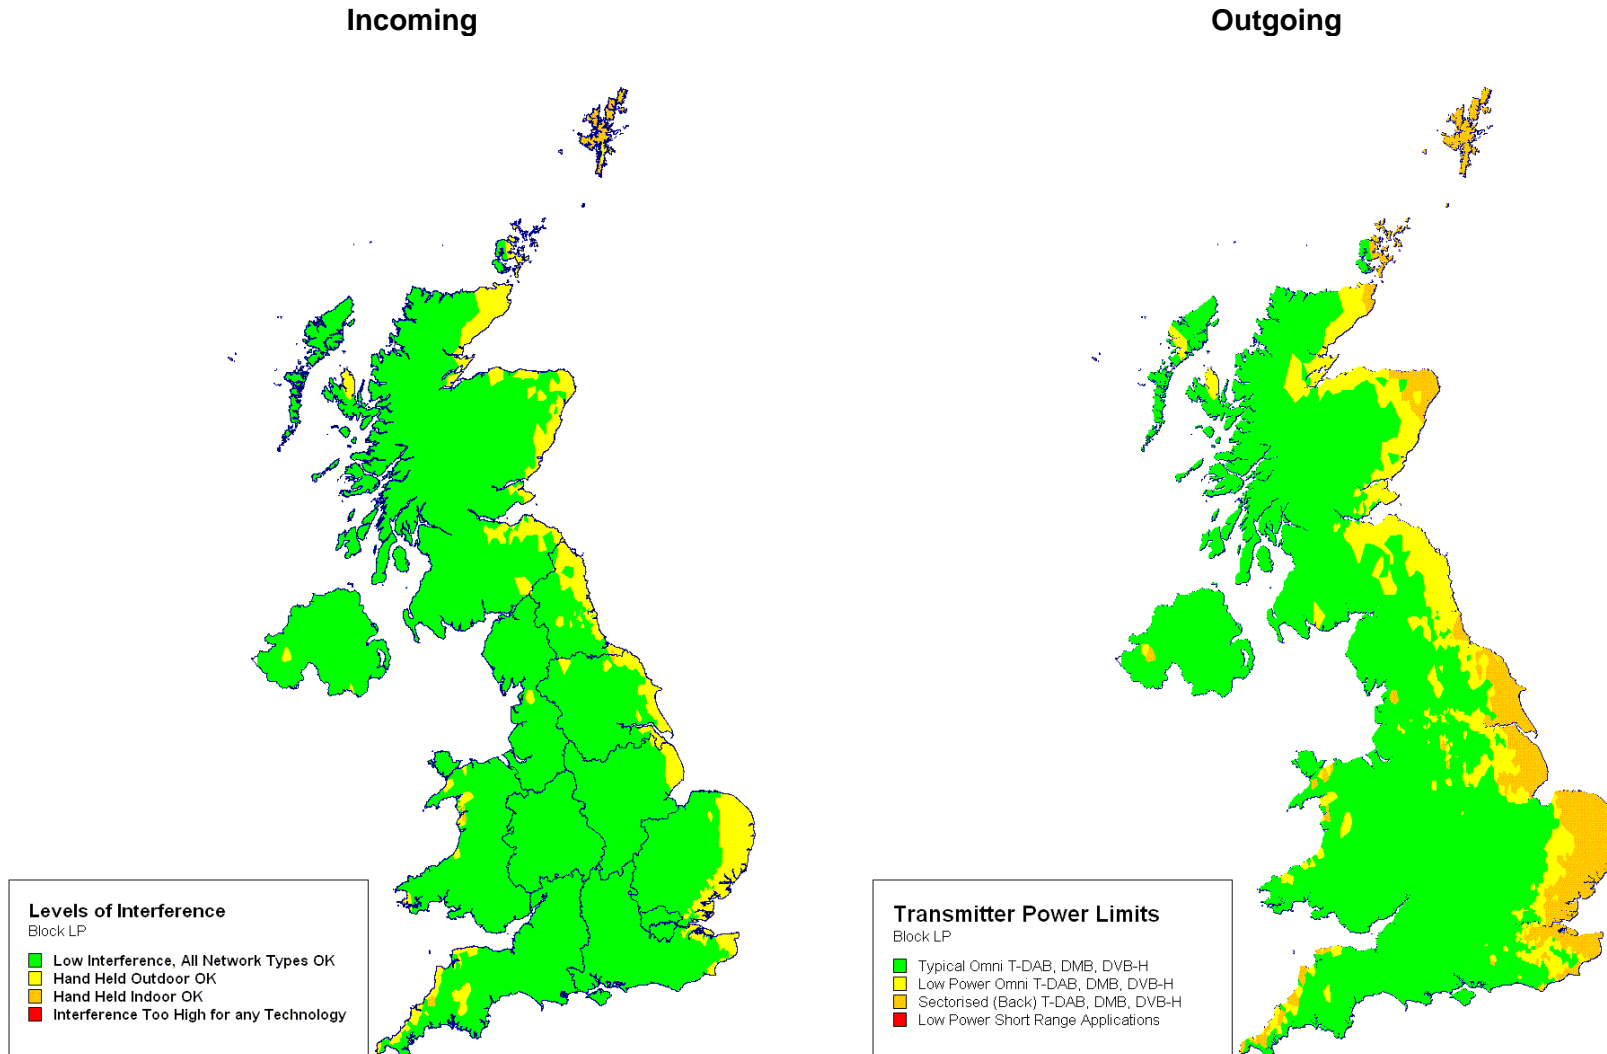 Incoming
Outgoing
Levels of Interference
Block LP
Low Interference, All Network Types OK
Hand Held Outdoor OK
Hand Held Indoor OK
Interference Too High for any Technology
Transmitter Power Limits
Block LP
Typical Omni T-DAB, DMB, DVB-H
Low Power Omni T-DAB, DMB, DVB-H
Sectorised (Back) T-DAB, DMB, DVB-H
Low Power Short Range Applications